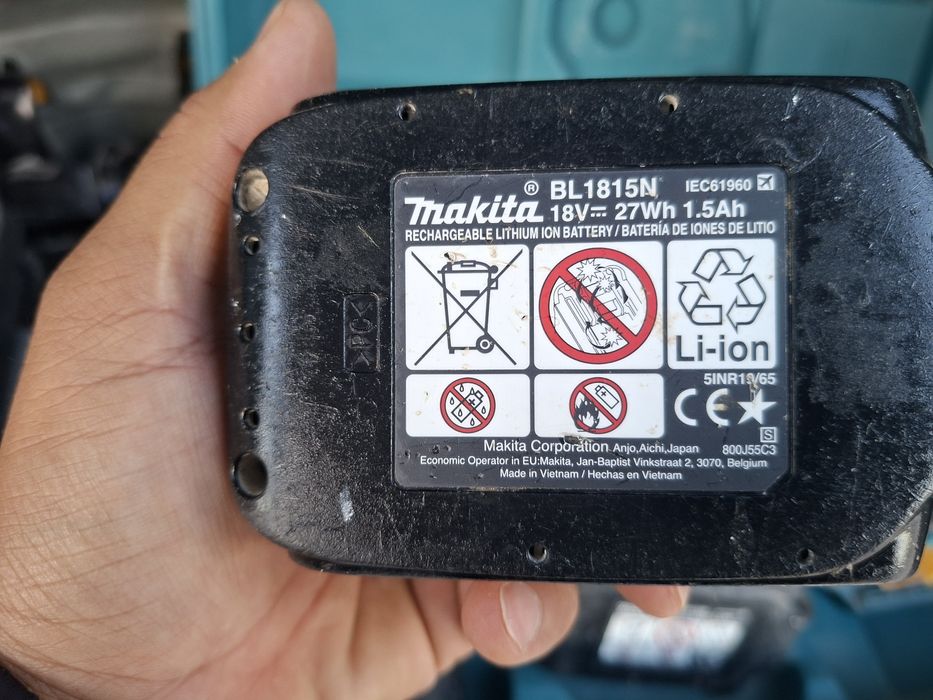 makita ® BL1815N IEC61960
18V 27Wh 1.5Ah
RECHARGEABLE LITHIUM ION BATTERY / BATERÍA DE IONES DE LITIO
Li-ion
5INR19/65
CE
S
Makita Corporation Anjo,Aichi,Japan 800J55C3
Economic Operator in EU:Makita, Jan-Baptist Vinkstraat 2, 3070, Belgium
Made in Vietnam / Hechas en Vietnam
>PC<